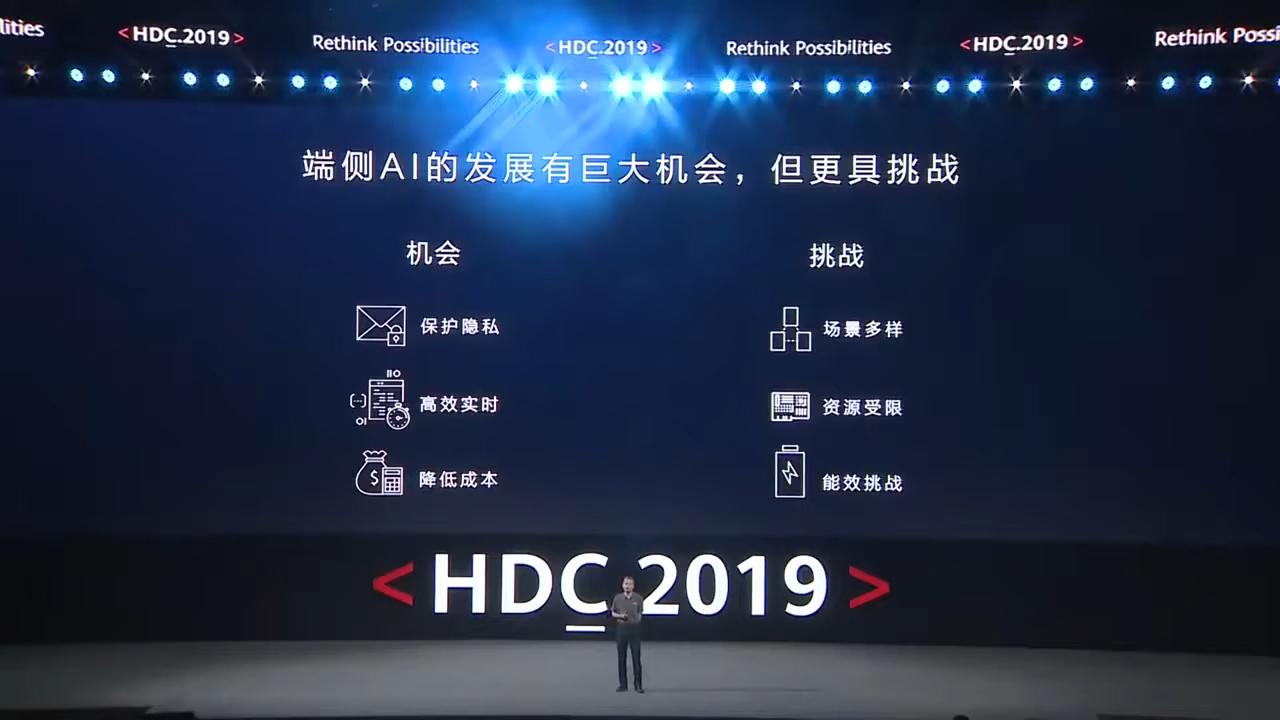 lities <HDC.2019> Rethink Possibilities <HDC.2019> Rethink Possibilities <HDC.2019> Rethink Possi
端侧AI的发展有巨大机会，但更具挑战
机会
保护隐私
高效实时
降低成本
挑战
场景多样
资源受限
能效挑战
<HDC.2019>